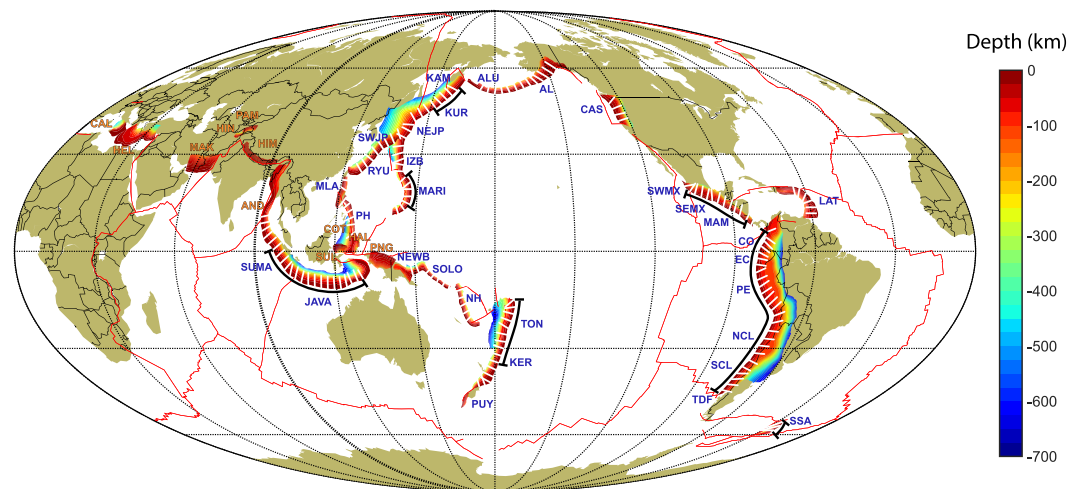 Depth (km)
0
-100
-200
-300
-400
-500
-600
-700
KAM
ALU
AL
KUR
CAS
NEJP
SWJP
IZB
RYU
MLA
MARI
PH
COT
HAL
SUL
PNG
NEWB
SOLO
NH
TON
KER
PUY
SUMA
JAVA
AND
HIM
PAM
MAK
CAL
SWMX
SEMX
MAM
LAT
EC
PE
NCL
SCL
TDF
SSA